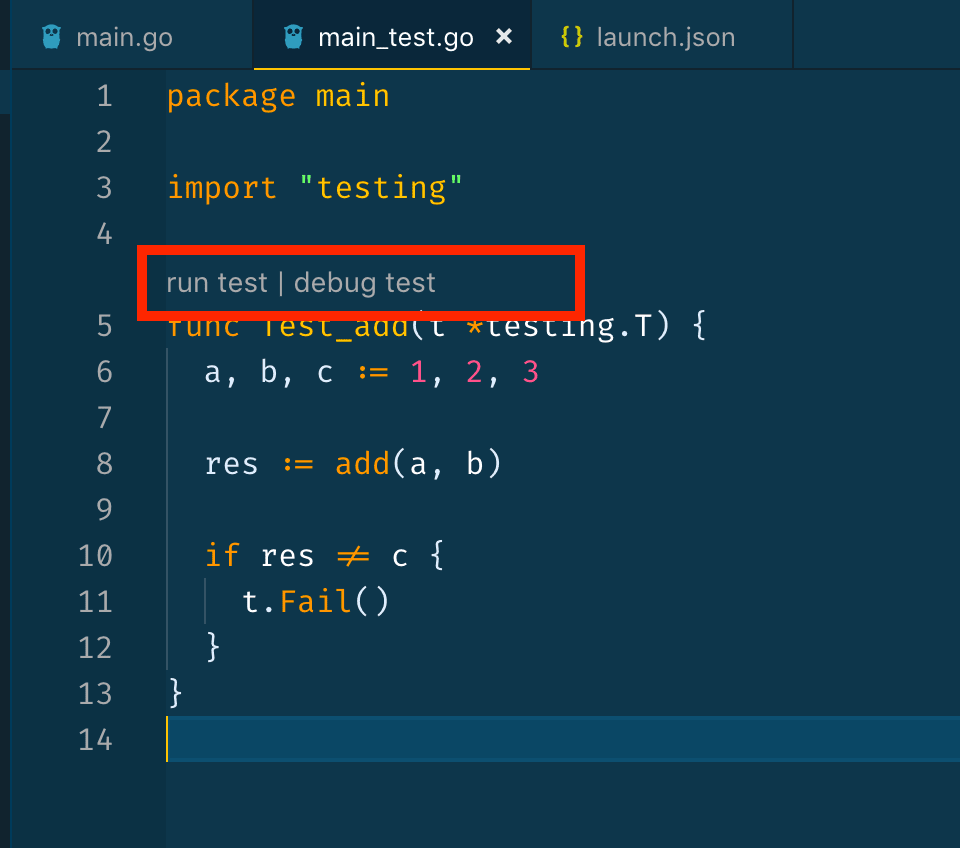 main.go main_test.go × {} launch.json
1 package main
2
3 import "testing"
4
run test | debug test
5 func Test_add(t *testing.T) {
6 a, b, c := 1, 2, 3
7
8 res := add(a, b)
9
10 if res != c {
11 t.Fail()
12 }
13 }
14